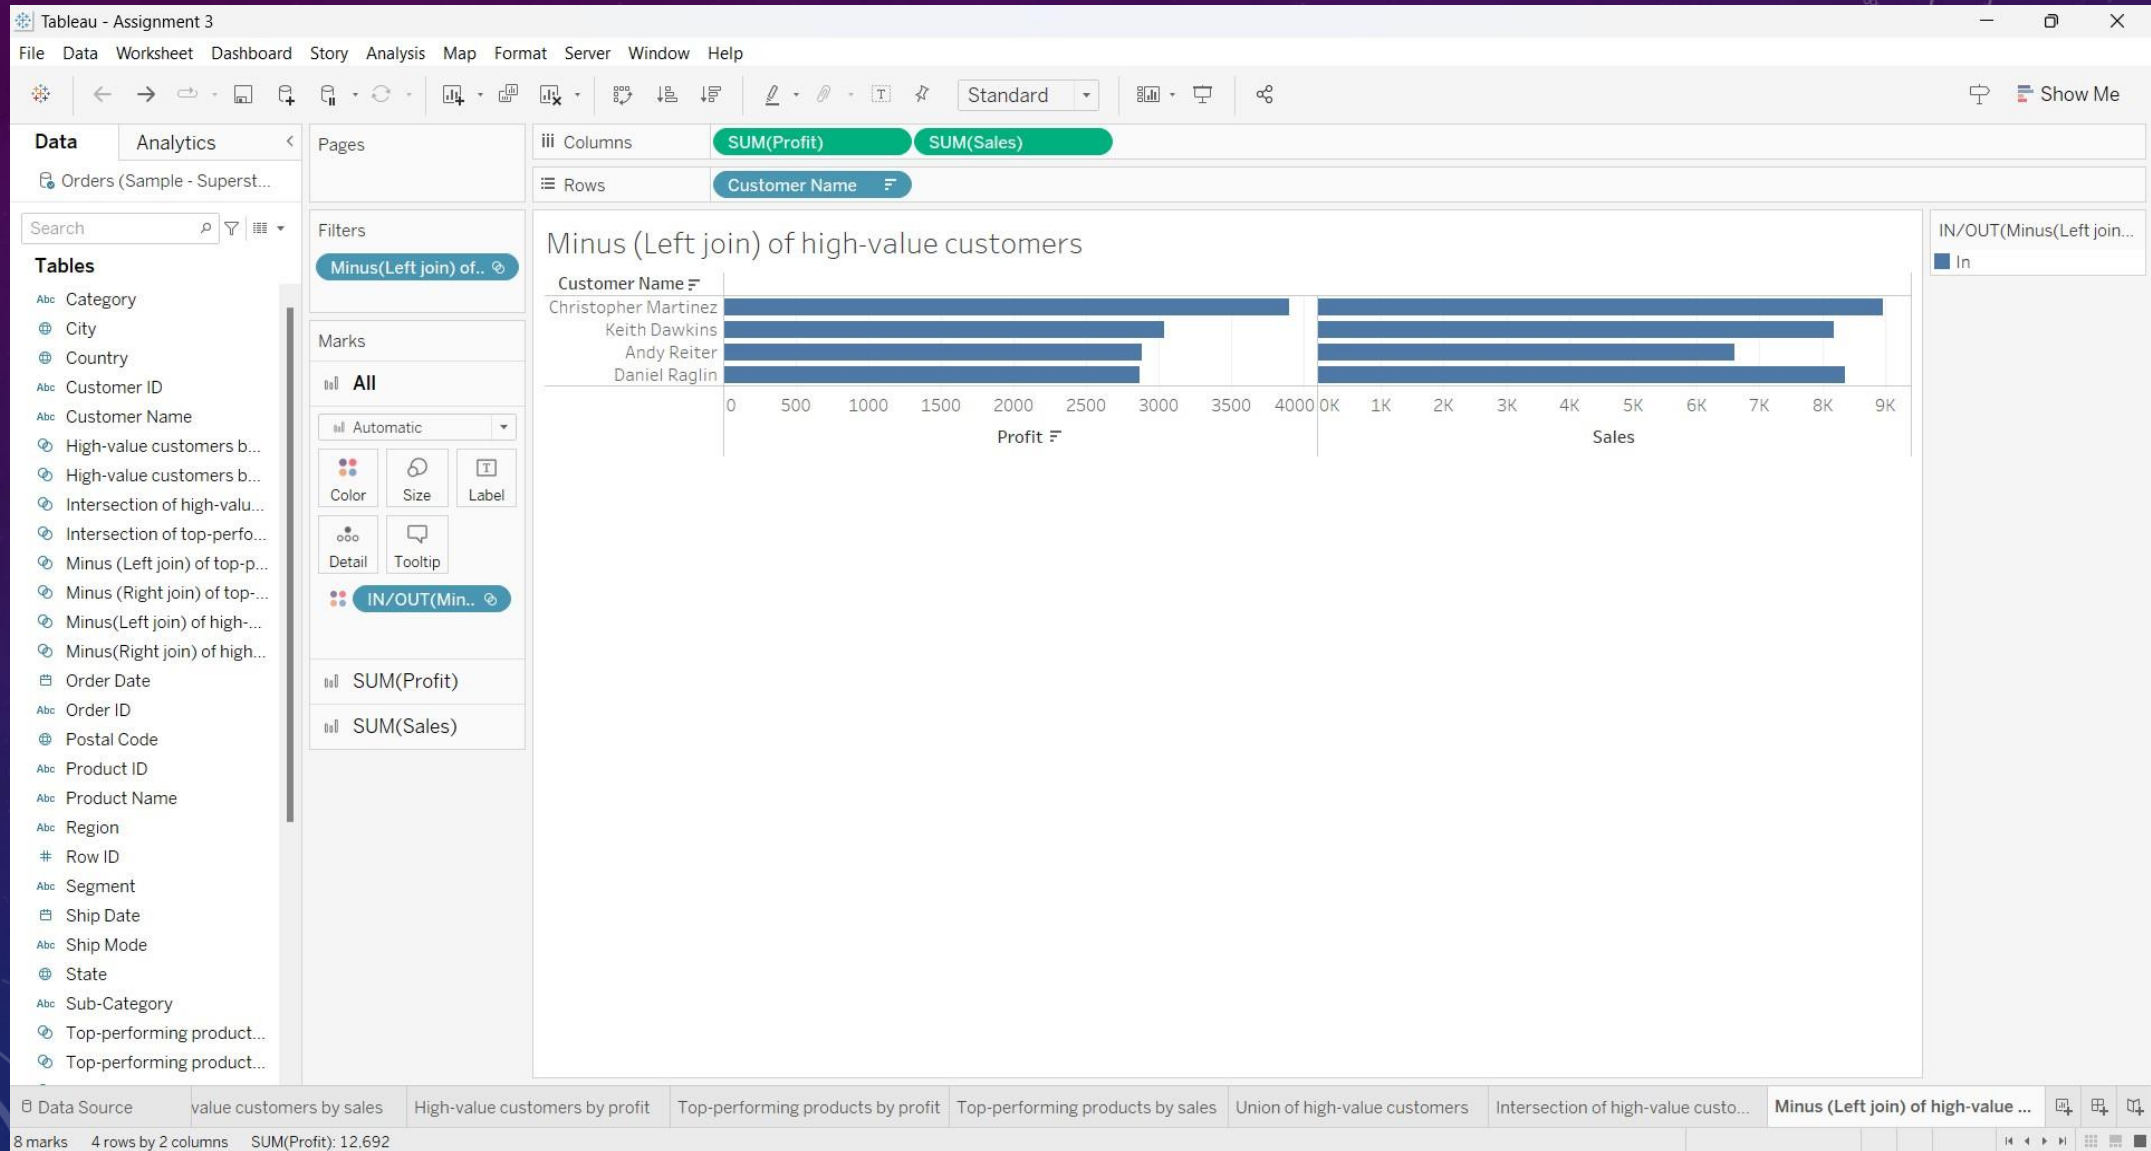 Tableau - Assignment 3
File Data Worksheet Dashboard Story Analysis Map Format Server Window Help
Standard
Show Me
Data Analytics
Orders (Sample - Superst...
Search
Tables
Abc Category
City
Country
Abc Customer ID
Abc Customer Name
High-value customers b...
High-value customers b...
Intersection of high-valu...
Intersection of top-perfo...
Minus (Left join) of top-p...
Minus (Right join) of top-...
Minus(Left join) of high-...
Minus(Right join) of high...
Order Date
Abc Order ID
Postal Code
Abc Product ID
Abc Product Name
Abc Region
# Row ID
Abc Segment
Ship Date
Abc Ship Mode
State
Abc Sub-Category
Top-performing product...
Top-performing product...
Pages
Filters
Minus(Left join) of..
Marks
All
Automatic
Color Size Label
Detail Tooltip
IN/OUT(Min..
SUM(Profit)
SUM(Sales)
Columns SUM(Profit) SUM(Sales)
Rows Customer Name
Minus (Left join) of high-value customers
Customer Name
Christopher Martinez
Keith Dawkins
Andy Reiter
Daniel Raglin
0 500 1000 1500 2000 2500 3000 3500 4000 0K 1K 2K 3K 4K 5K 6K 7K 8K 9K
Profit Sales
IN/OUT(Minus(Left join...
In
Data Source value customers by sales High-value customers by profit Top-performing products by profit Top-performing products by sales Union of high-value customers Intersection of high-value custo... Minus (Left join) of high-value ...
8 marks 4 rows by 2 columns SUM(Profit): 12,692